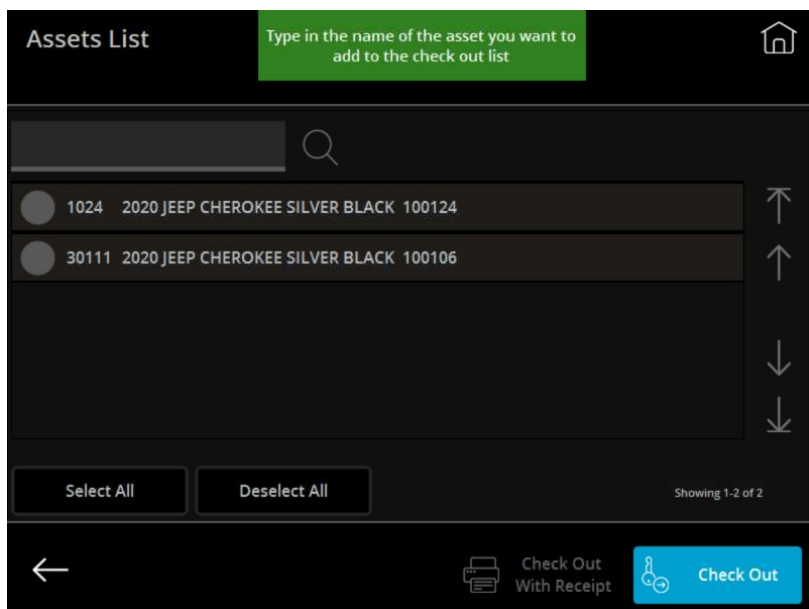 Assets List
Type in the name of the asset you want to
add to the check out list
1024 2020 JEEP CHEROKEE SILVER BLACK 100124
30111 2020 JEEP CHEROKEE SILVER BLACK 100106
Select All
Deselect All
Showing 1-2 of 2
Check Out
With Receipt
Check Out